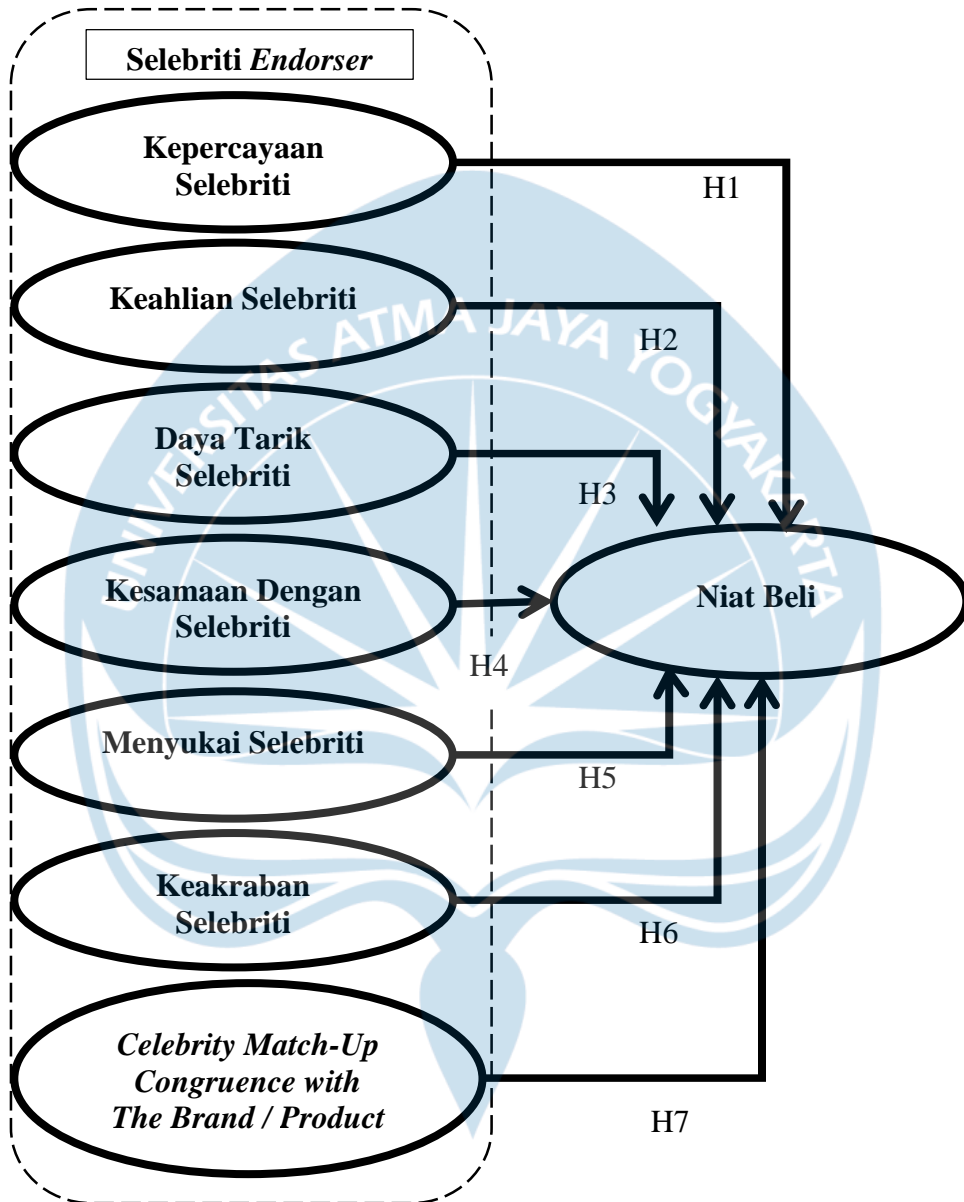 Selebriti Endorser
Kepercayaan
Selebriti
H1
Keahlian Selebriti
H2
Daya Tarik
Selebriti
H3
Kesamaan Dengan
Selebriti
H4
Niat Beli
Menyukai Selebriti
H5
Keakraban
Selebriti
H6
Celebrity Match-Up
Congruence with
The Brand / Product
H7
UNIVERSITAS ATMA JAYA YOGYAKARTA